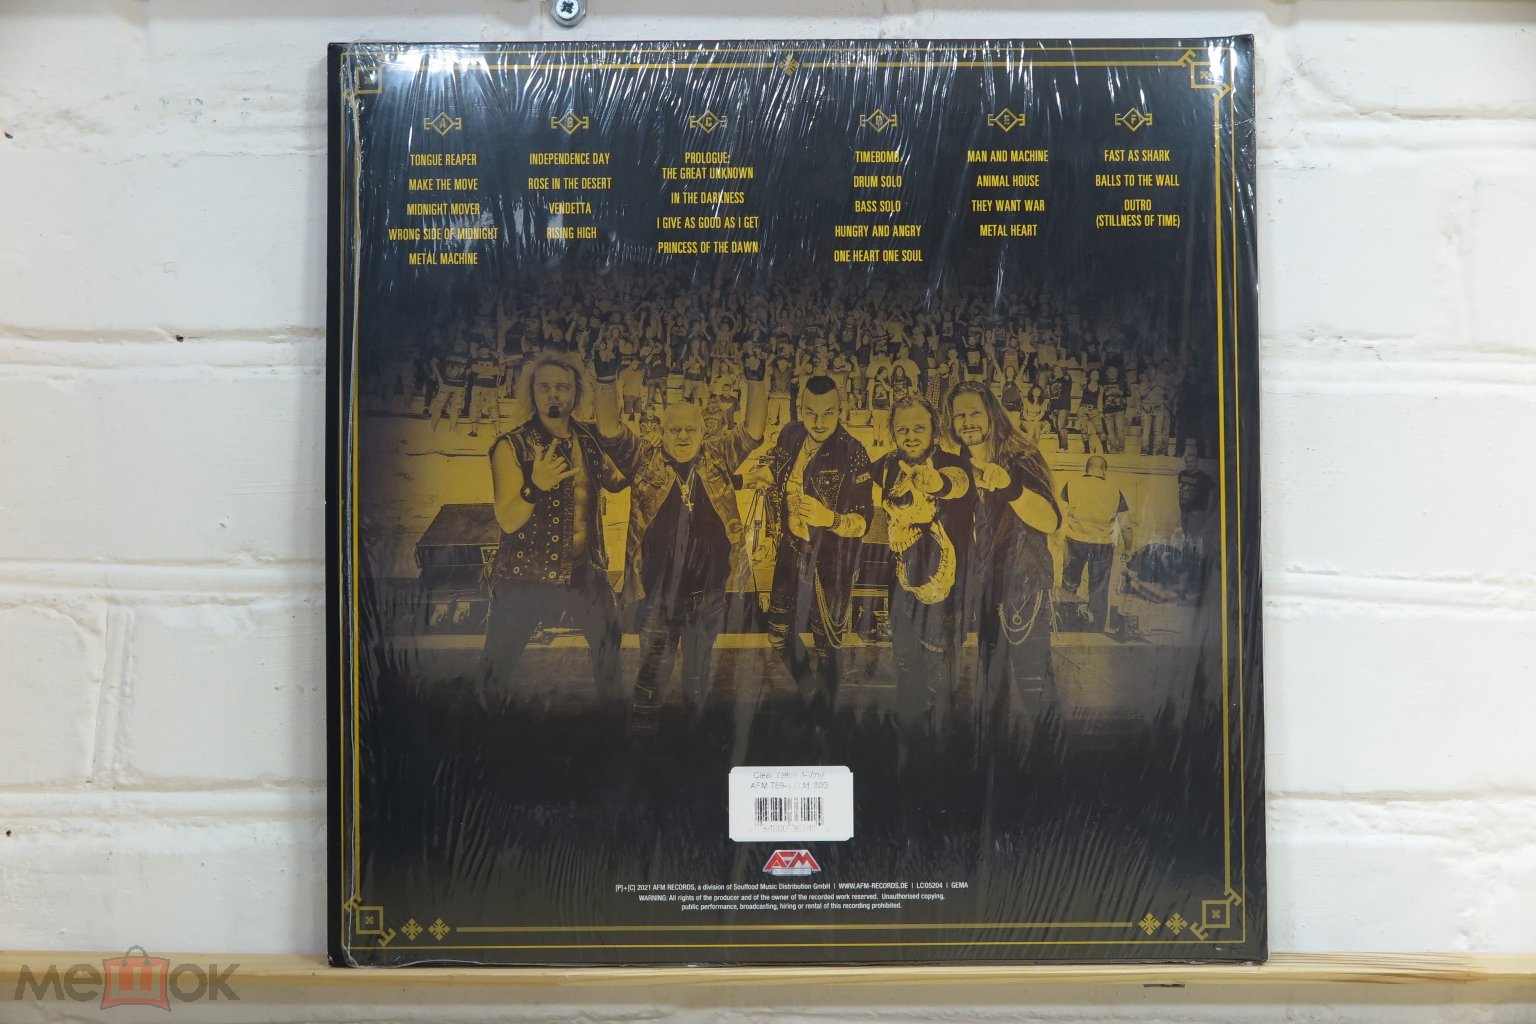 A
TONGUE REAPER
MAKE THE MOVE
MIDNIGHT MOVER
WRONG SIDE OF MIDNIGHT
METAL MACHINE
B
INDEPENDENCE DAY
ROSE IN THE DESERT
VENDETTA
RISING HIGH
C
PROLOGUE:
THE GREAT UNKNOWN
IN THE DARKNESS
I GIVE AS GOOD AS I GET
PRINCESS OF THE DAWN
D
TIMEBOMB
DRUM SOLO
BASS SOLO
HUNGRY AND ANGRY
ONE HEART ONE SOUL
E
MAN AND MACHINE
ANIMAL HOUSE
THEY WANT WAR
METAL HEART
F
FAST AS SHARK
BALLS TO THE WALL
OUTRO
(STILLNESS OF TIME)
Clear Yellow 3-Vinyl
AFM
AFM
[P]+[C] 2021 AFM RECORDS, a division of Soulfood Music Distribution GmbH | WWW.AFM-RECORDS.DE | LC05204 | GEMA
WARNING: All rights of the producer and of the owner of the recorded work reserved. Unauthorised copying,
public performance, broadcasting, hiring or rental of this recording prohibited.
мешок